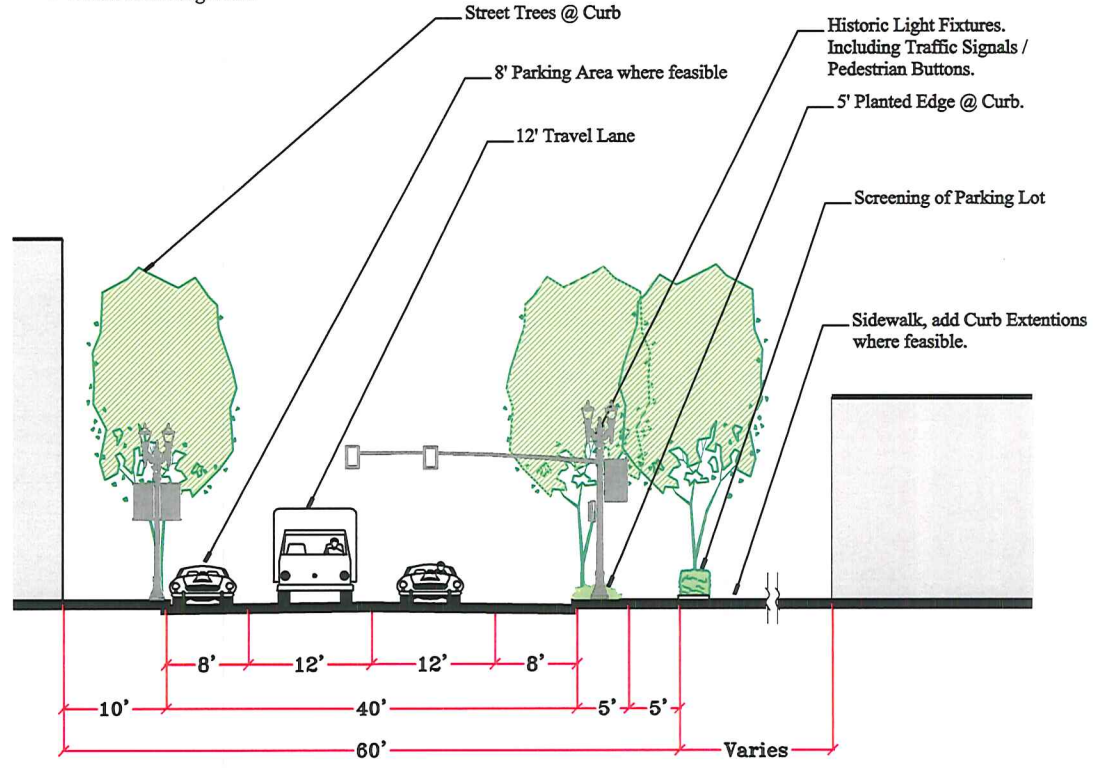 Street Trees @ Curb
Historic Light Fixtures.
Including Traffic Signals /
Pedestrian Buttons.
8' Parking Area where feasible
5' Planted Edge @ Curb.
12' Travel Lane
Screening of Parking Lot
Sidewalk, add Curb Extentions
where feasible.
8' 12' 12' 8'
10' 40' 5' 5'
60' Varies